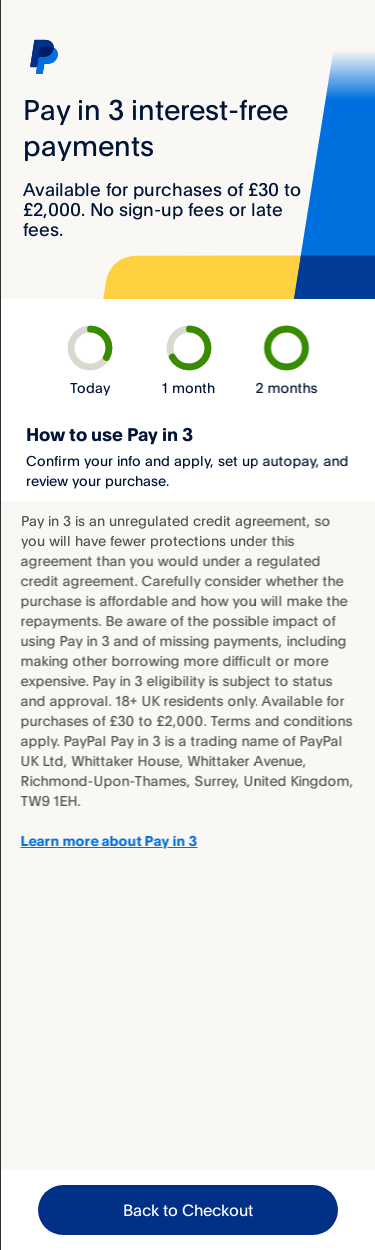 Pay in 3 interest-free
payments
Available for purchases of £30 to
£2,000. No sign-up fees or late
fees.
Today
1 month
2 months
How to use Pay in 3
Confirm your info and apply, set up autopay, and
review your purchase.
Pay in 3 is an unregulated credit agreement, so
you will have fewer protections under this
agreement than you would under a regulated
credit agreement. Carefully consider whether the
purchase is affordable and how you will make the
repayments. Be aware of the possible impact of
using Pay in 3 and of missing payments, including
making other borrowing more difficult or more
expensive. Pay in 3 eligibility is subject to status
and approval. 18+ UK residents only. Available for
purchases of £30 to £2,000. Terms and conditions
apply. PayPal Pay in 3 is a trading name of PayPal
UK Ltd, Whittaker House, Whittaker Avenue,
Richmond-Upon-Thames, Surrey, United Kingdom,
TW9 1EH.
Learn more about Pay in 3
Back to Checkout